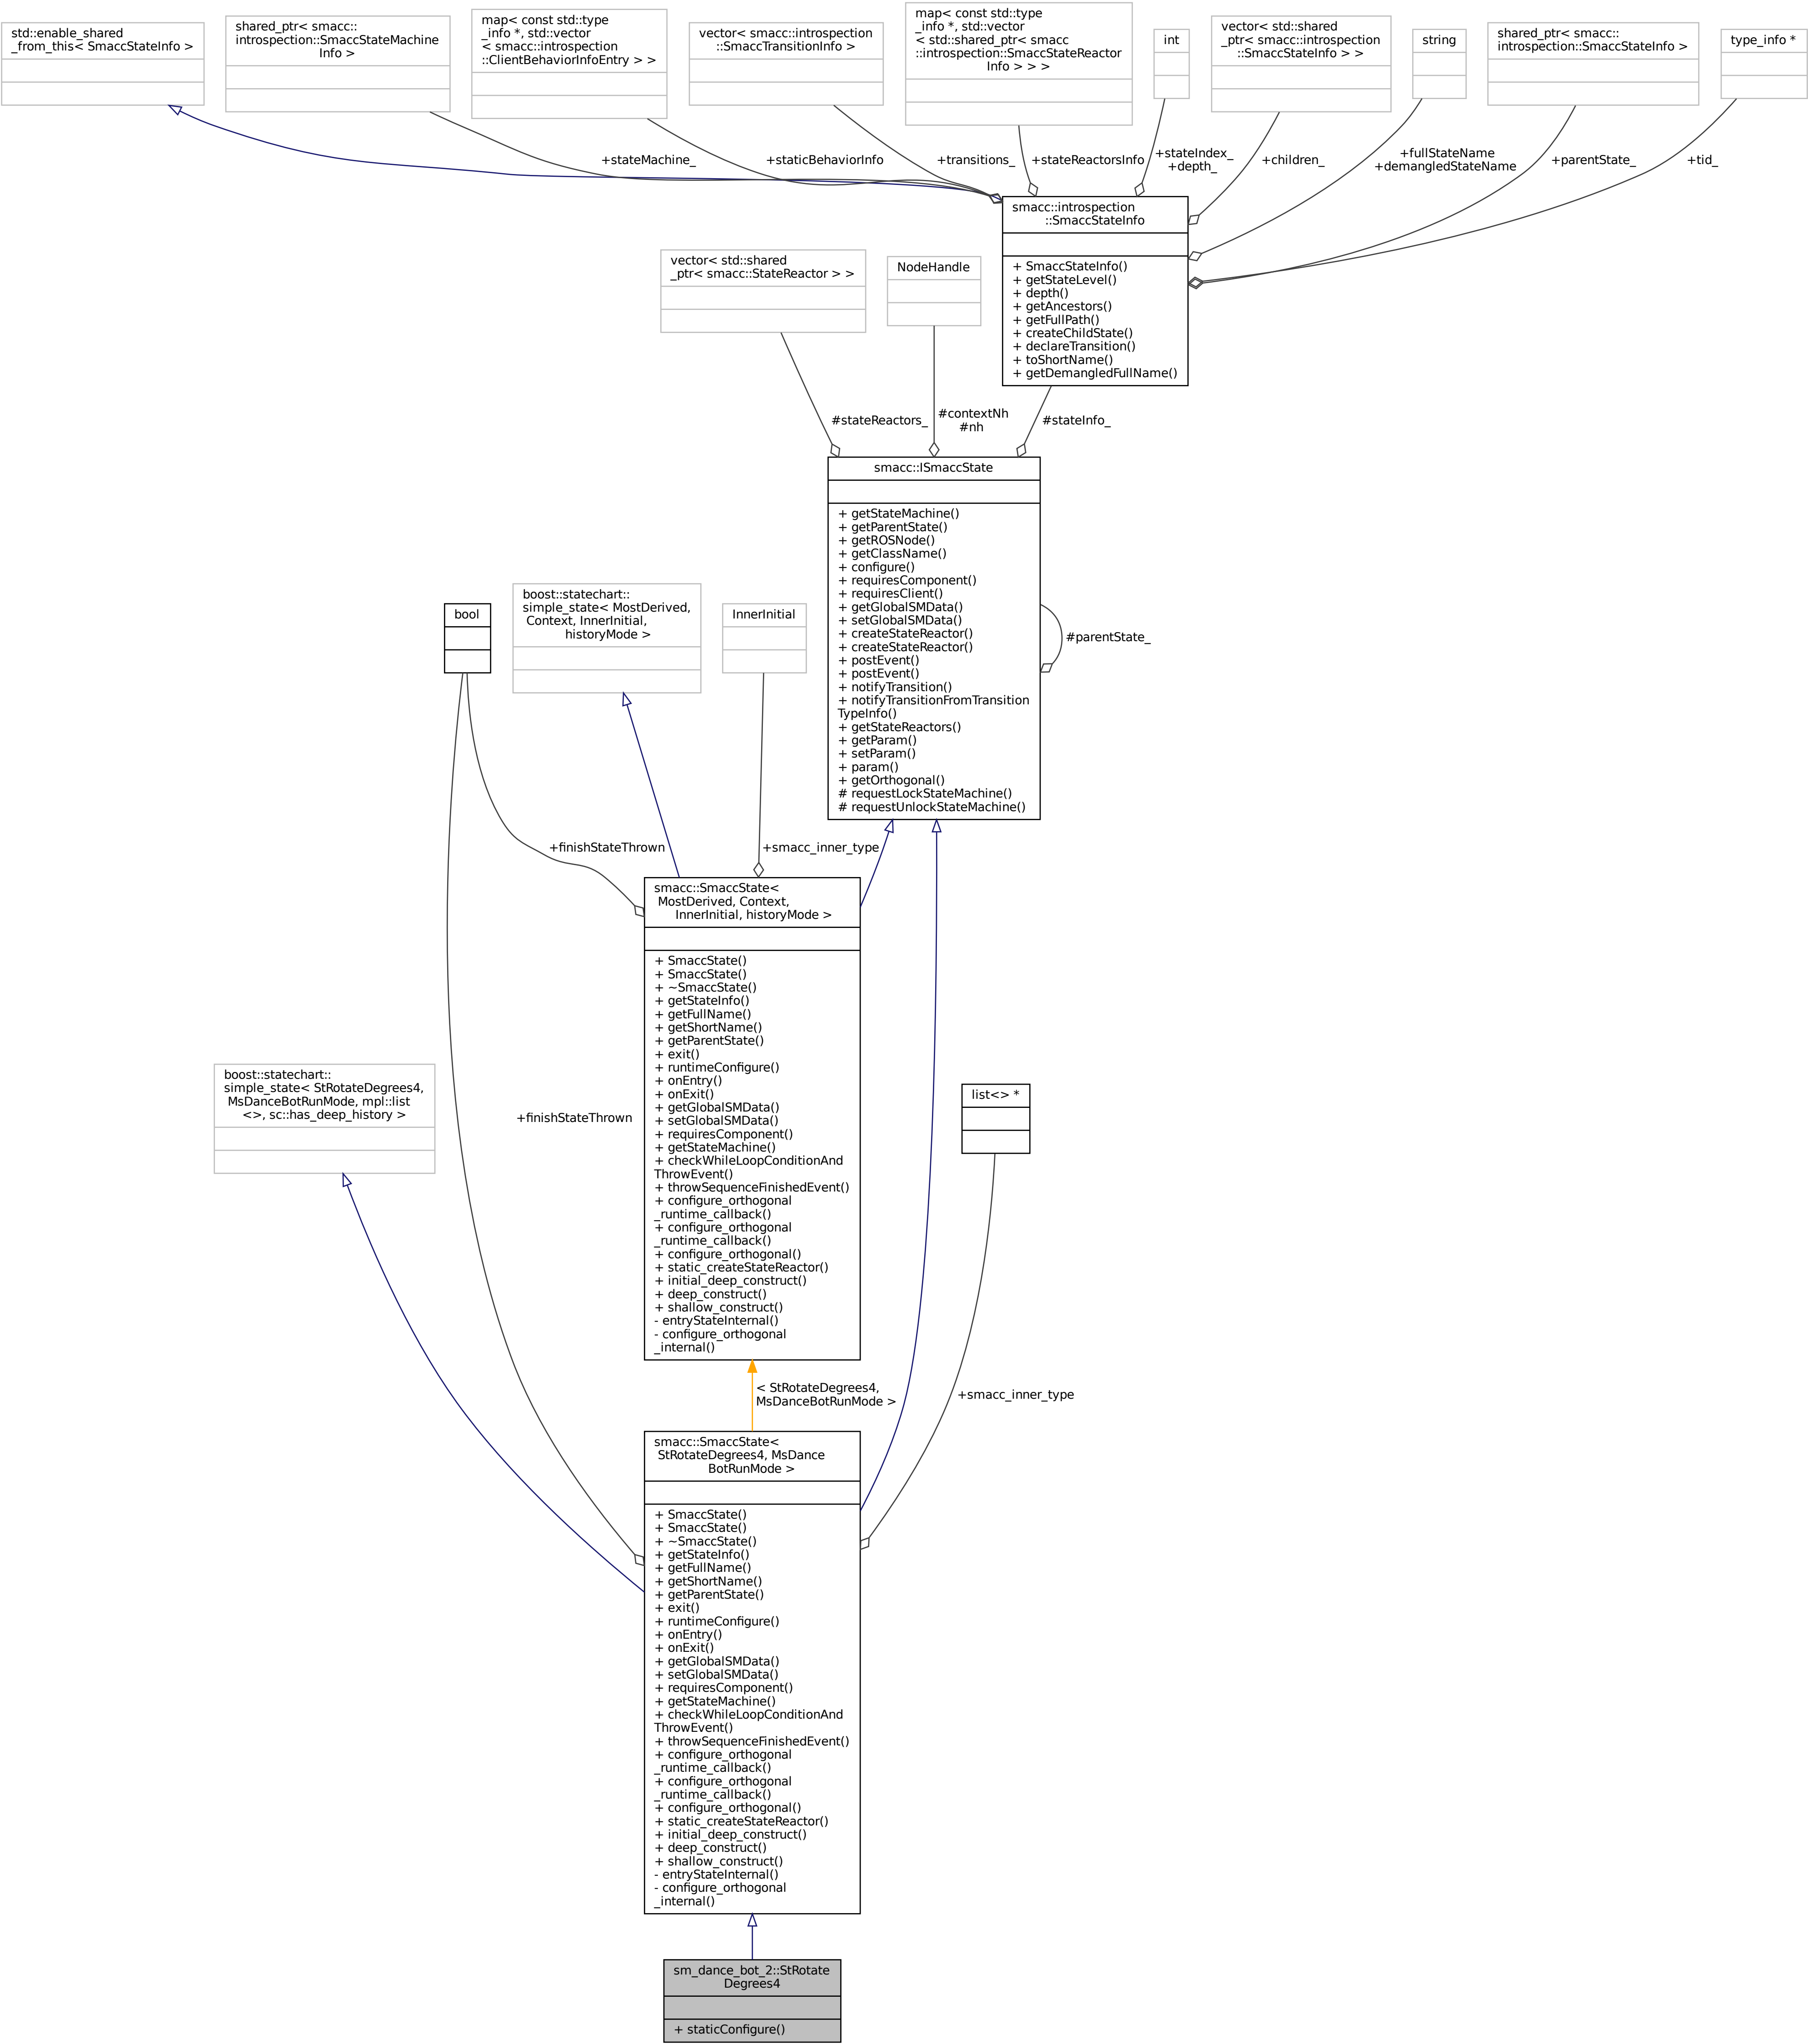 std::enable_shared
_from_this< SmaccStateInfo >
shared_ptr< smacc::
introspection::SmaccStateMachine
Info >
map< const std::type
_info *, std::vector
< smacc::introspection
::ClientBehaviorInfoEntry > >
vector< smacc::introspection
::SmaccTransitionInfo >
map< const std::type
_info *, std::vector
< std::shared_ptr< smacc
::introspection::SmaccStateReactor
Info > > >
int
vector< std::shared
_ptr< smacc::introspection
::SmaccStateInfo > >
string
shared_ptr< smacc::
introspection::SmaccStateInfo >
type_info *
+stateMachine_
+staticBehaviorInfo
+transitions_
+stateReactorsInfo
+stateIndex_
+depth_
+children_
+fullStateName
+demangledStateName
+parentState_
+tid_
smacc::introspection
::SmaccStateInfo
+ SmaccStateInfo()
+ getStateLevel()
+ depth()
+ getAncestors()
+ getFullPath()
+ createChildState()
+ declareTransition()
+ toShortName()
+ getDemangledFullName()
vector< std::shared
_ptr< smacc::StateReactor > >
NodeHandle
#stateReactors_
#contextNh
#nh
#stateInfo_
smacc::ISmaccState
+ getStateMachine()
+ getParentState()
+ getROSNode()
+ getClassName()
+ configure()
+ requiresComponent()
+ requiresClient()
+ getGlobalSMData()
+ setGlobalSMData()
+ createStateReactor()
+ createStateReactor()
+ postEvent()
+ postEvent()
+ notifyTransition()
+ notifyTransitionFromTransition
TypeInfo()
+ getStateReactors()
+ getParam()
+ setParam()
+ param()
+ getOrthogonal()
# requestLockStateMachine()
# requestUnlockStateMachine()
#parentState_
bool
boost::statechart::
simple_state< MostDerived,
Context, InnerInitial,
historyMode >
InnerInitial
+finishStateThrown
+smacc_inner_type
smacc::SmaccState<
MostDerived, Context,
InnerInitial, historyMode >
+ SmaccState()
+ SmaccState()
+ ~SmaccState()
+ getStateInfo()
+ getFullName()
+ getShortName()
+ getParentState()
+ exit()
+ runtimeConfigure()
+ onEntry()
+ onExit()
+ getGlobalSMData()
+ setGlobalSMData()
+ requiresComponent()
+ getStateMachine()
+ checkWhileLoopConditionAnd
ThrowEvent()
+ throwSequenceFinishedEvent()
+ configure_orthogonal
_runtime_callback()
+ configure_orthogonal
_runtime_callback()
+ configure_orthogonal()
+ static_createStateReactor()
+ initial_deep_construct()
+ deep_construct()
+ shallow_construct()
- entryStateInternal()
- configure_orthogonal
_internal()
boost::statechart::
simple_state< StRotateDegrees4,
MsDanceBotRunMode, mpl::list
<>, sc::has_deep_history >
+finishStateThrown
list<> *
< StRotateDegrees4,
MsDanceBotRunMode >
+smacc_inner_type
smacc::SmaccState<
StRotateDegrees4, MsDance
BotRunMode >
+ SmaccState()
+ SmaccState()
+ ~SmaccState()
+ getStateInfo()
+ getFullName()
+ getShortName()
+ getParentState()
+ exit()
+ runtimeConfigure()
+ onEntry()
+ onExit()
+ getGlobalSMData()
+ setGlobalSMData()
+ requiresComponent()
+ getStateMachine()
+ checkWhileLoopConditionAnd
ThrowEvent()
+ throwSequenceFinishedEvent()
+ configure_orthogonal
_runtime_callback()
+ configure_orthogonal
_runtime_callback()
+ configure_orthogonal()
+ static_createStateReactor()
+ initial_deep_construct()
+ deep_construct()
+ shallow_construct()
- entryStateInternal()
- configure_orthogonal
_internal()
sm_dance_bot_2::StRotate
Degrees4
+ staticConfigure()